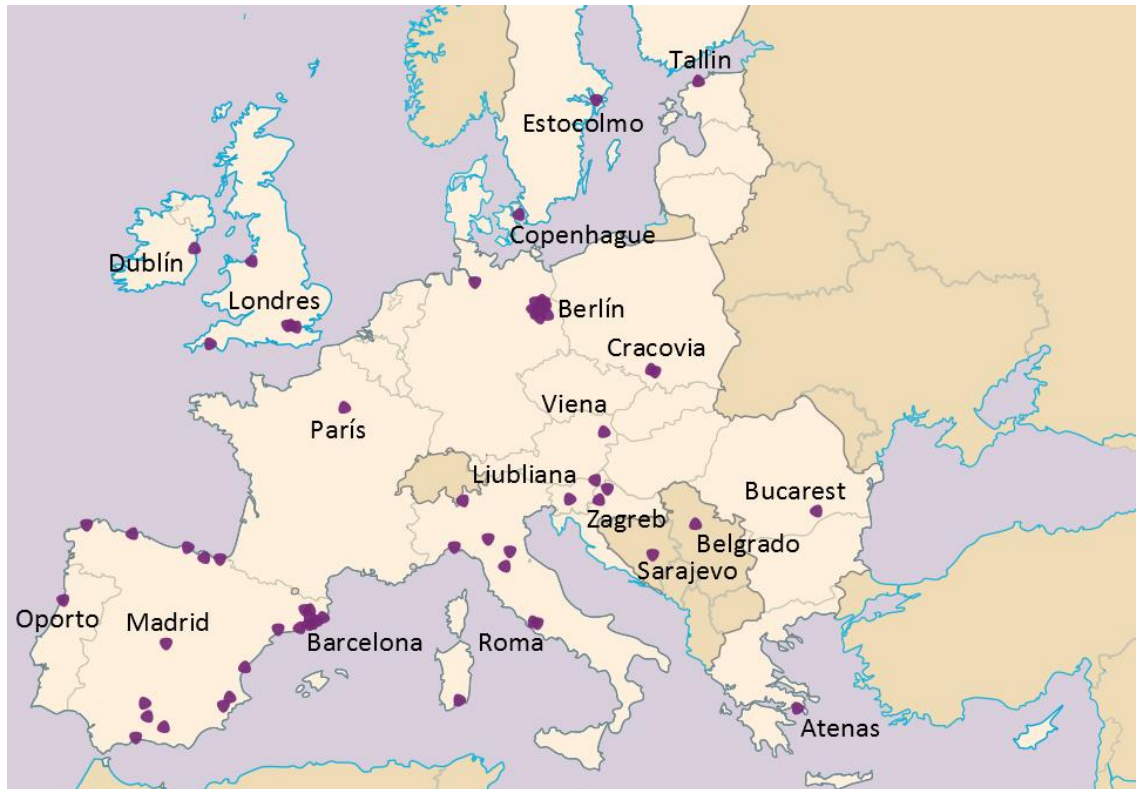 Tallin
Estocolmo
Copenhague
Dublín
Londres
Berlín
Cracovia
Viena
París
Liubliana
Bucarest
Zagreb
Belgrado
Sarajevo
Oporto
Madrid
Barcelona
Roma
Atenas